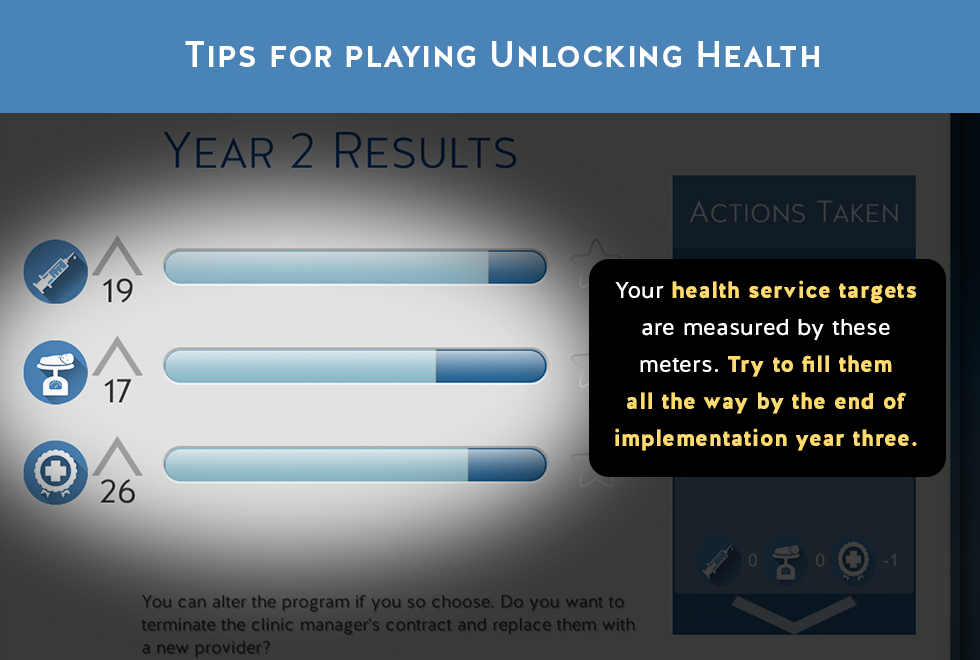 TIPS FOR PLAYING UNLOCKING HEALTH
YEAR 2 RESULTS
ACTIONS TAKEN
19
17
26
Your health service targets
are measured by these
meters. Try to fill them
all the way by the end of
implementation year three.
0 0 -1
You can alter the program if you so choose. Do you want to
terminate the clinic manager's contract and replace them with
a new provider?